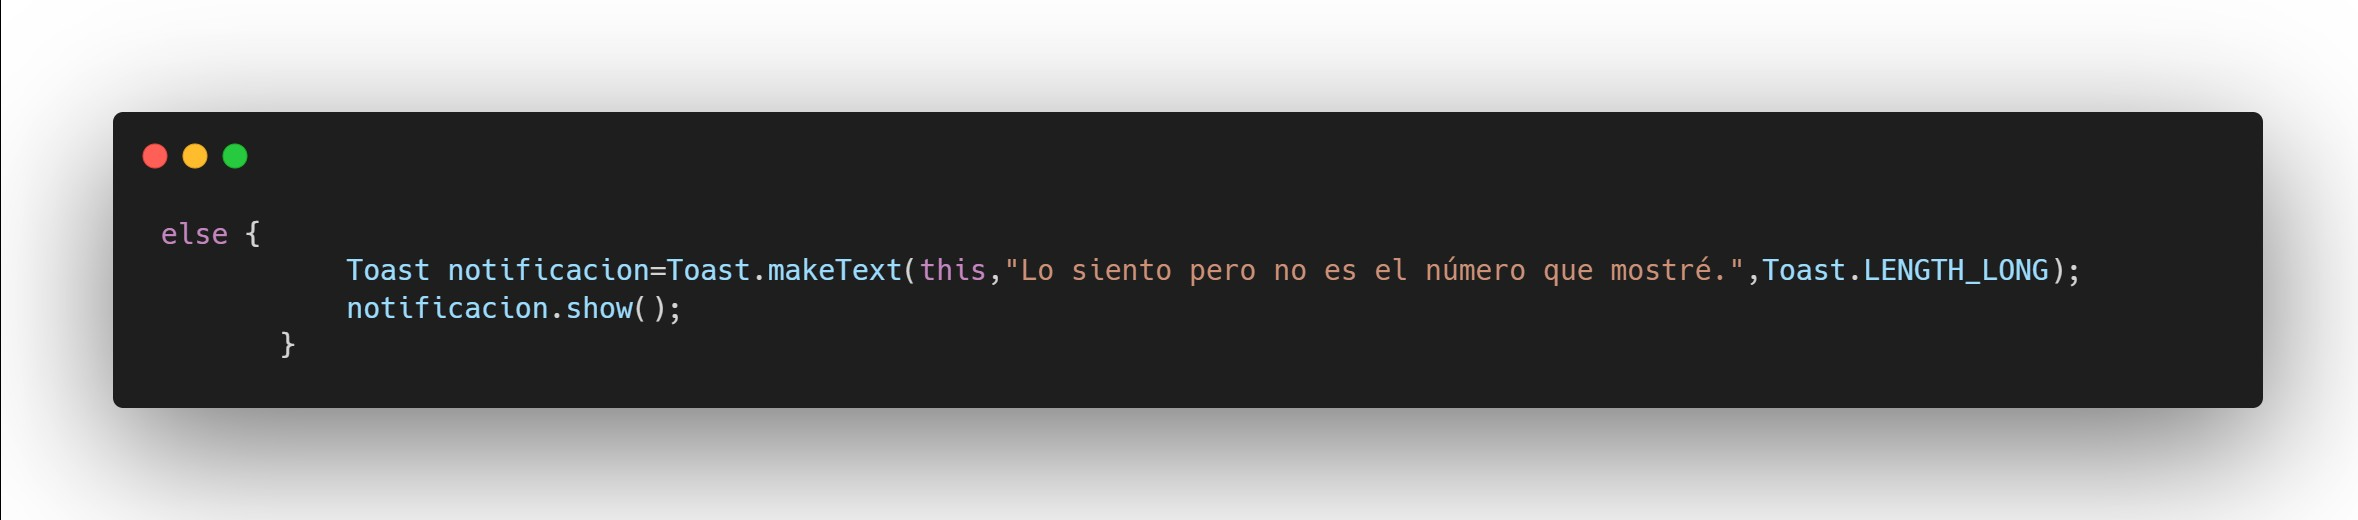 else {
Toast notificacion=Toast.makeText(this,"Lo siento pero no es el número que mostré.",Toast.LENGTH_LONG);
notificacion.show();
}